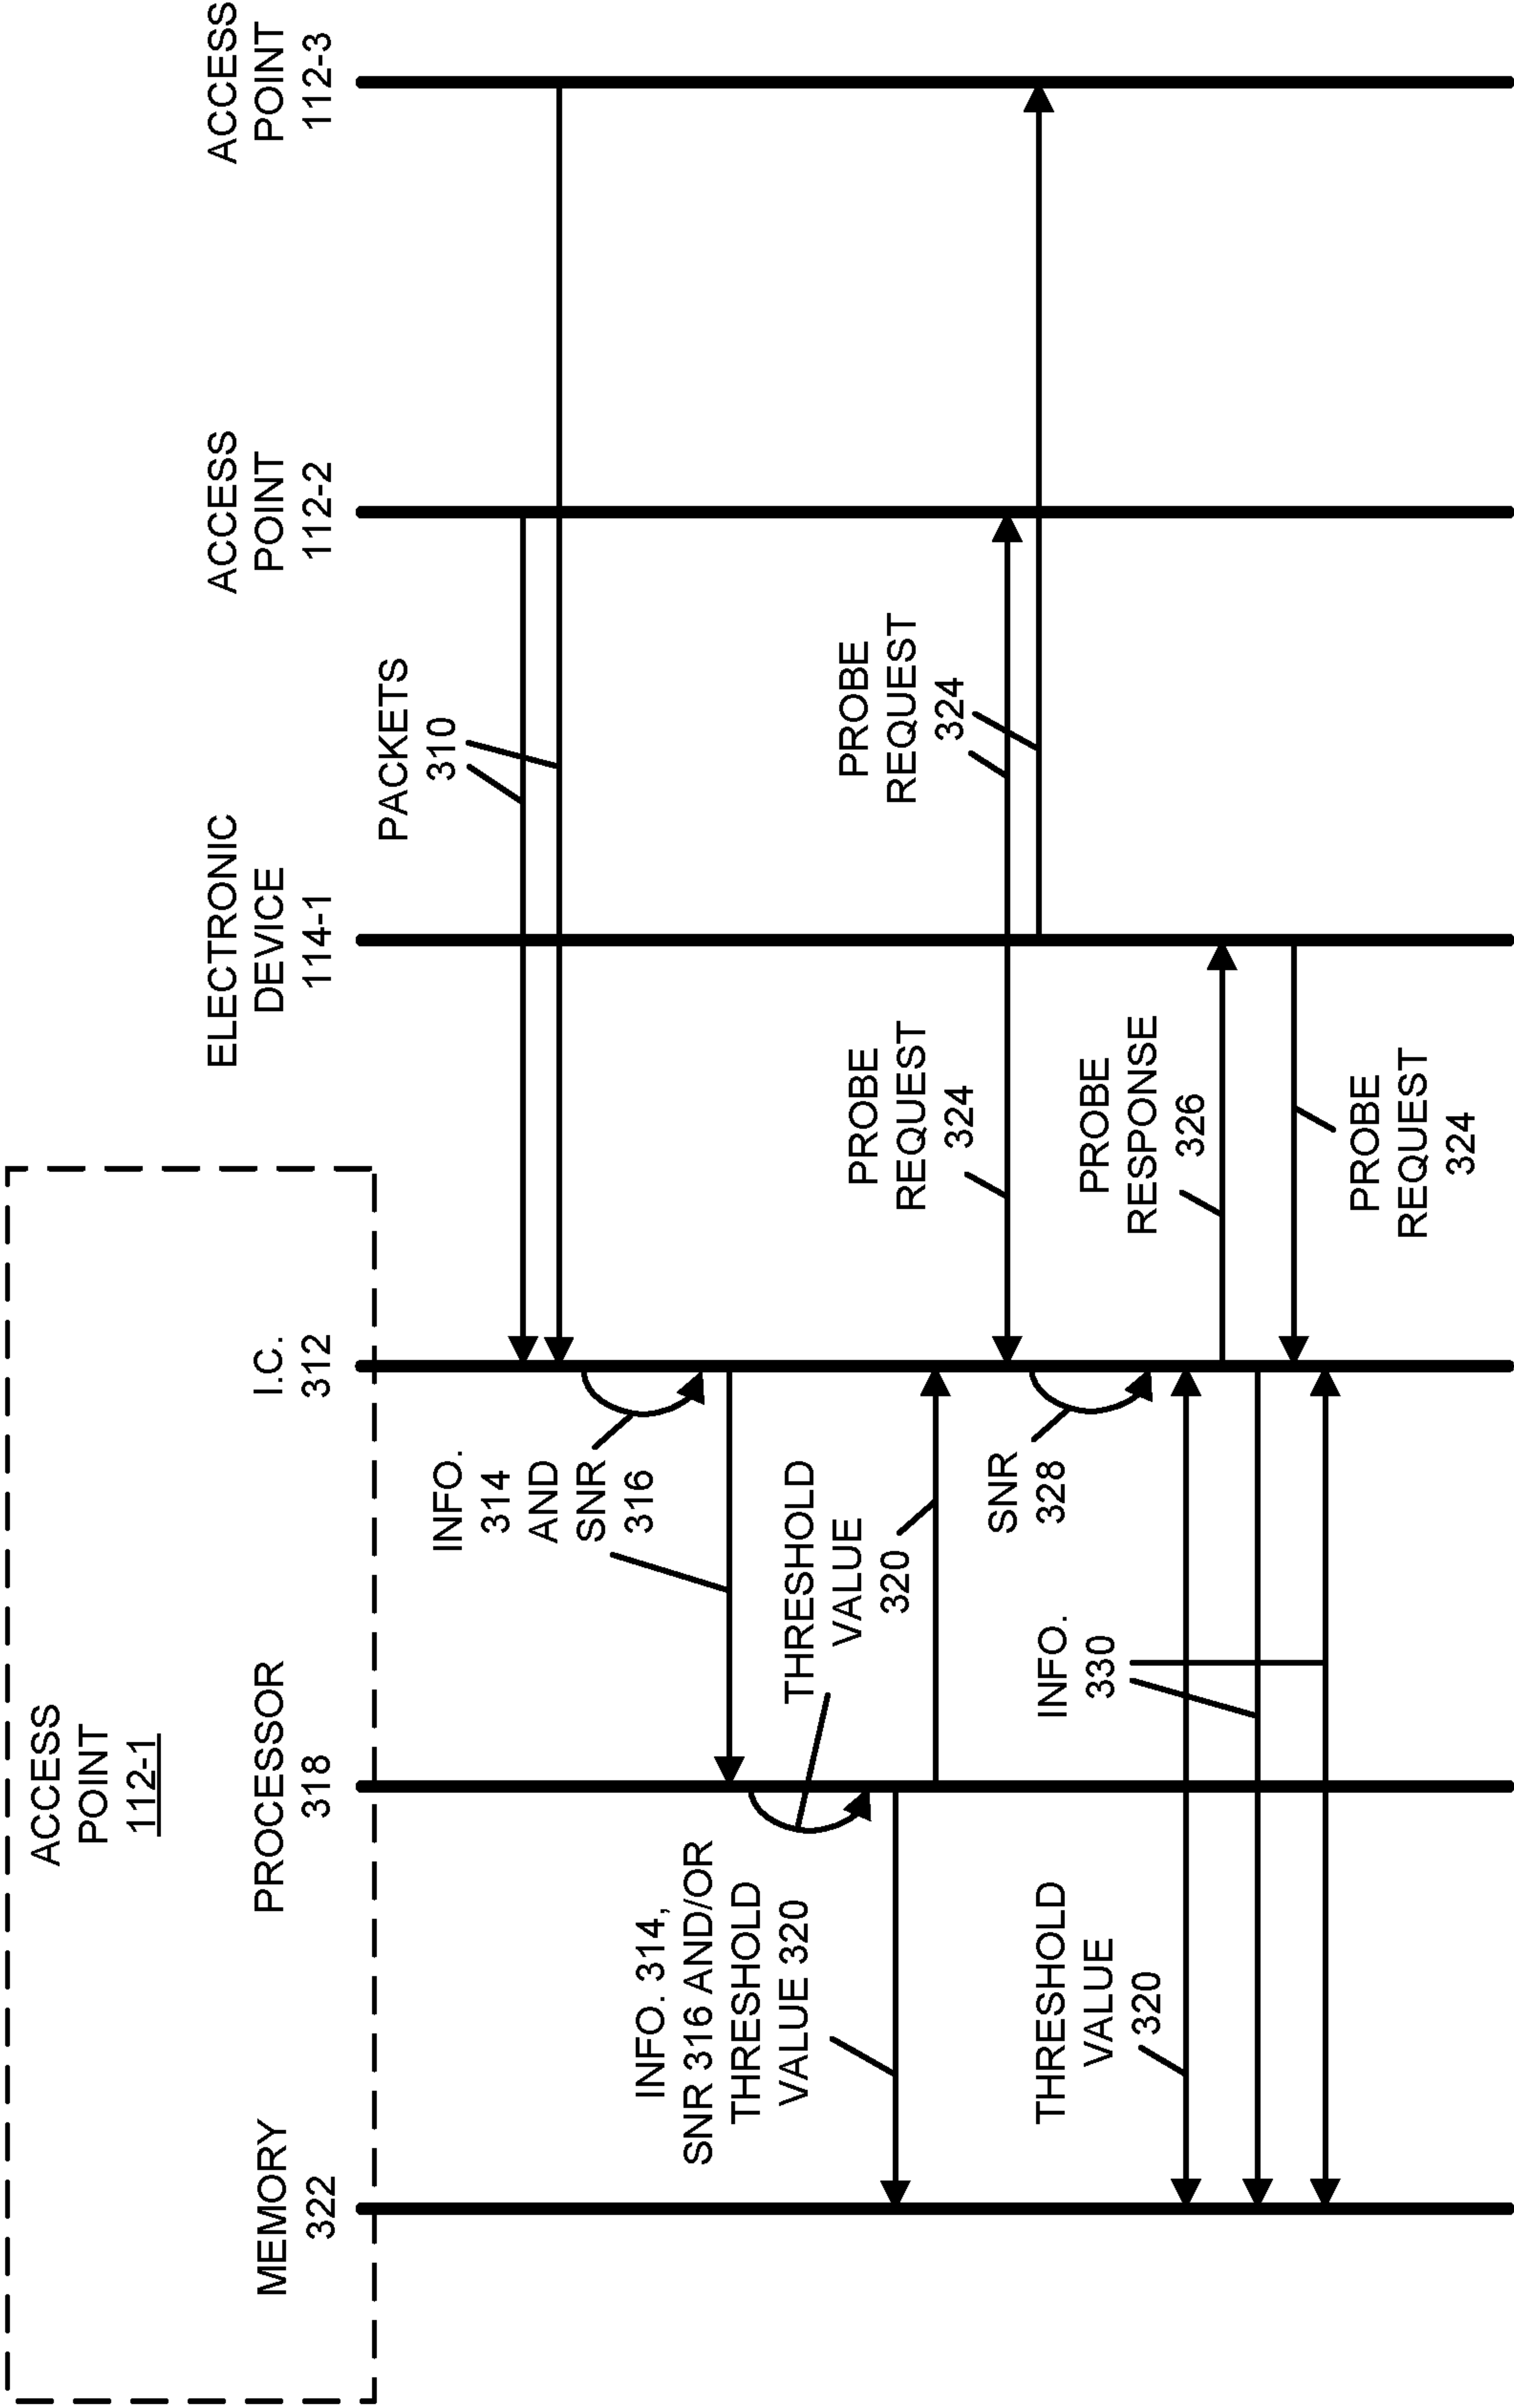 ACCESS
POINT
112-1
MEMORY
322
PROCESSOR
318
I.C.
312
ELECTRONIC
DEVICE
114-1
ACCESS
POINT
112-2
ACCESS
POINT
112-3
PACKETS
310
INFO.
314
AND
SNR
316
INFO. 314,
SNR 316 AND/OR
THRESHOLD
VALUE 320
THRESHOLD
VALUE
320
PROBE
REQUEST
324
PROBE
REQUEST
324
SNR
328
THRESHOLD
VALUE
320
INFO.
330
PROBE
RESPONSE
326
PROBE
REQUEST
324